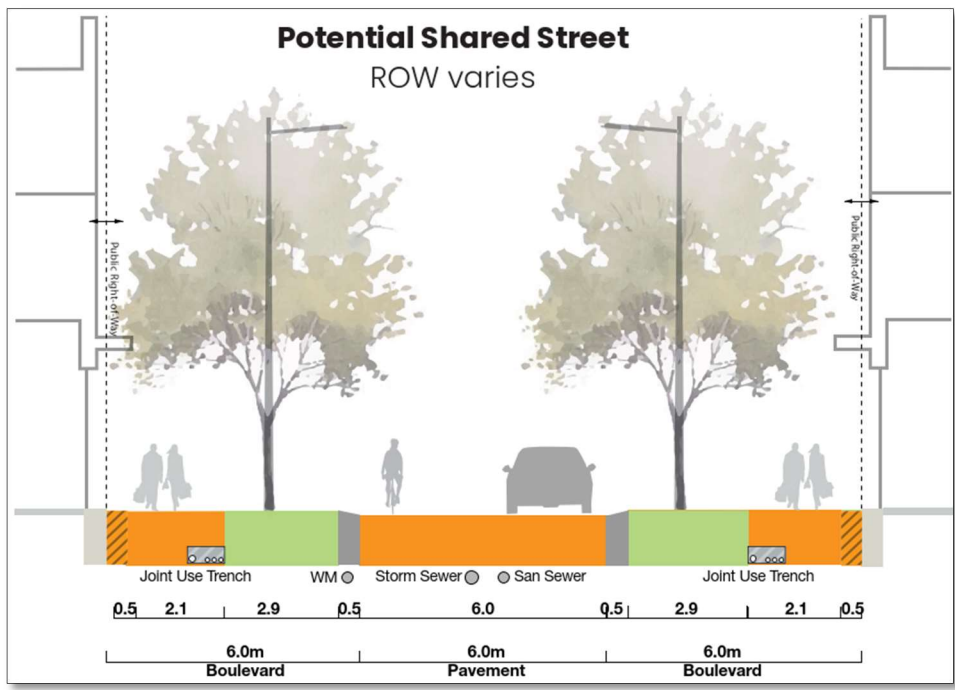 Potential Shared Street
ROW varies
Public Right-of-Way
Public Right-of-Way
Joint Use Trench
WM
Storm Sewer
San Sewer
Joint Use Trench
0.5 2.1 2.9 0.5 6.0 0.5 2.9 2.1 0.5
6.0m 6.0m 6.0m
Boulevard Pavement Boulevard